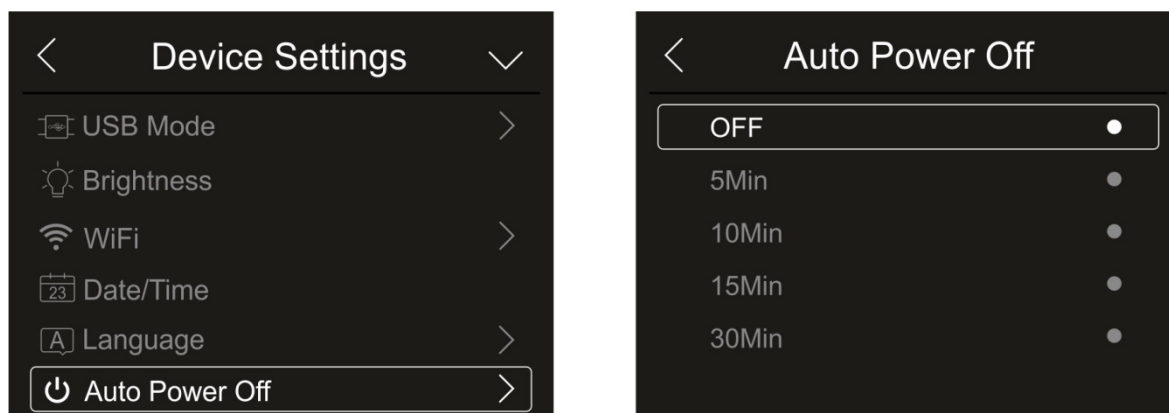 Device Settings
USB Mode
Brightness
WiFi
23 Date/Time
A Language
Auto Power Off
Auto Power Off
OFF
5Min
10Min
15Min
30Min